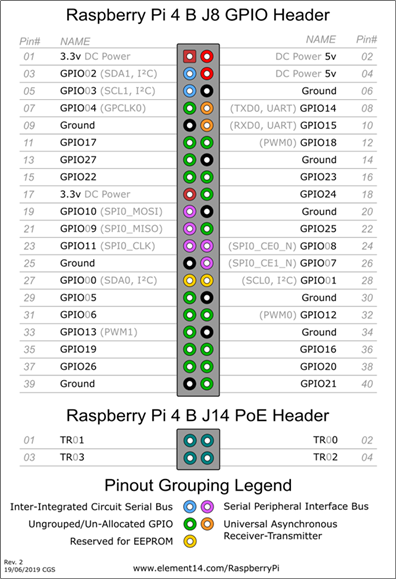 Raspberry Pi 4 B J8 GPIO Header
Pin# NAME NAME Pin#
01 3.3v DC Power DC Power 5v 02
03 GPIO02 (SDA1, I²C) DC Power 5v 04
05 GPIO03 (SCL1, I²C) Ground 06
07 GPIO04 (GPCLK0) (TXD0, UART) GPIO14 08
09 Ground (RXD0, UART) GPIO15 10
11 GPIO17 (PWM0) GPIO18 12
13 GPIO27 Ground 14
15 GPIO22 GPIO23 16
17 3.3v DC Power GPIO24 18
19 GPIO10 (SPI0_MOSI) Ground 20
21 GPIO09 (SPI0_MISO) GPIO25 22
23 GPIO11 (SPI0_CLK) (SPI0_CE0_N) GPIO08 24
25 Ground (SPI0_CE1_N) GPIO07 26
27 GPIO00 (SDA0, I²C) (SCL0, I²C) GPIO01 28
29 GPIO05 Ground 30
31 GPIO06 (PWM0) GPIO12 32
33 GPIO13 (PWM1) Ground 34
35 GPIO19 GPIO16 36
37 GPIO26 GPIO20 38
39 Ground GPIO21 40
Raspberry Pi 4 B J14 PoE Header
01 TR01 TR00 02
03 TR03 TR02 04
Pinout Grouping Legend
Inter-Integrated Circuit Serial Bus Serial Peripheral Interface Bus
Ungrouped/Un-Allocated GPIO Universal Asynchronous
Reserved for EEPROM Receiver-Transmitter
Rev. 2
19/06/2019 CGS www.element14.com/RaspberryPi